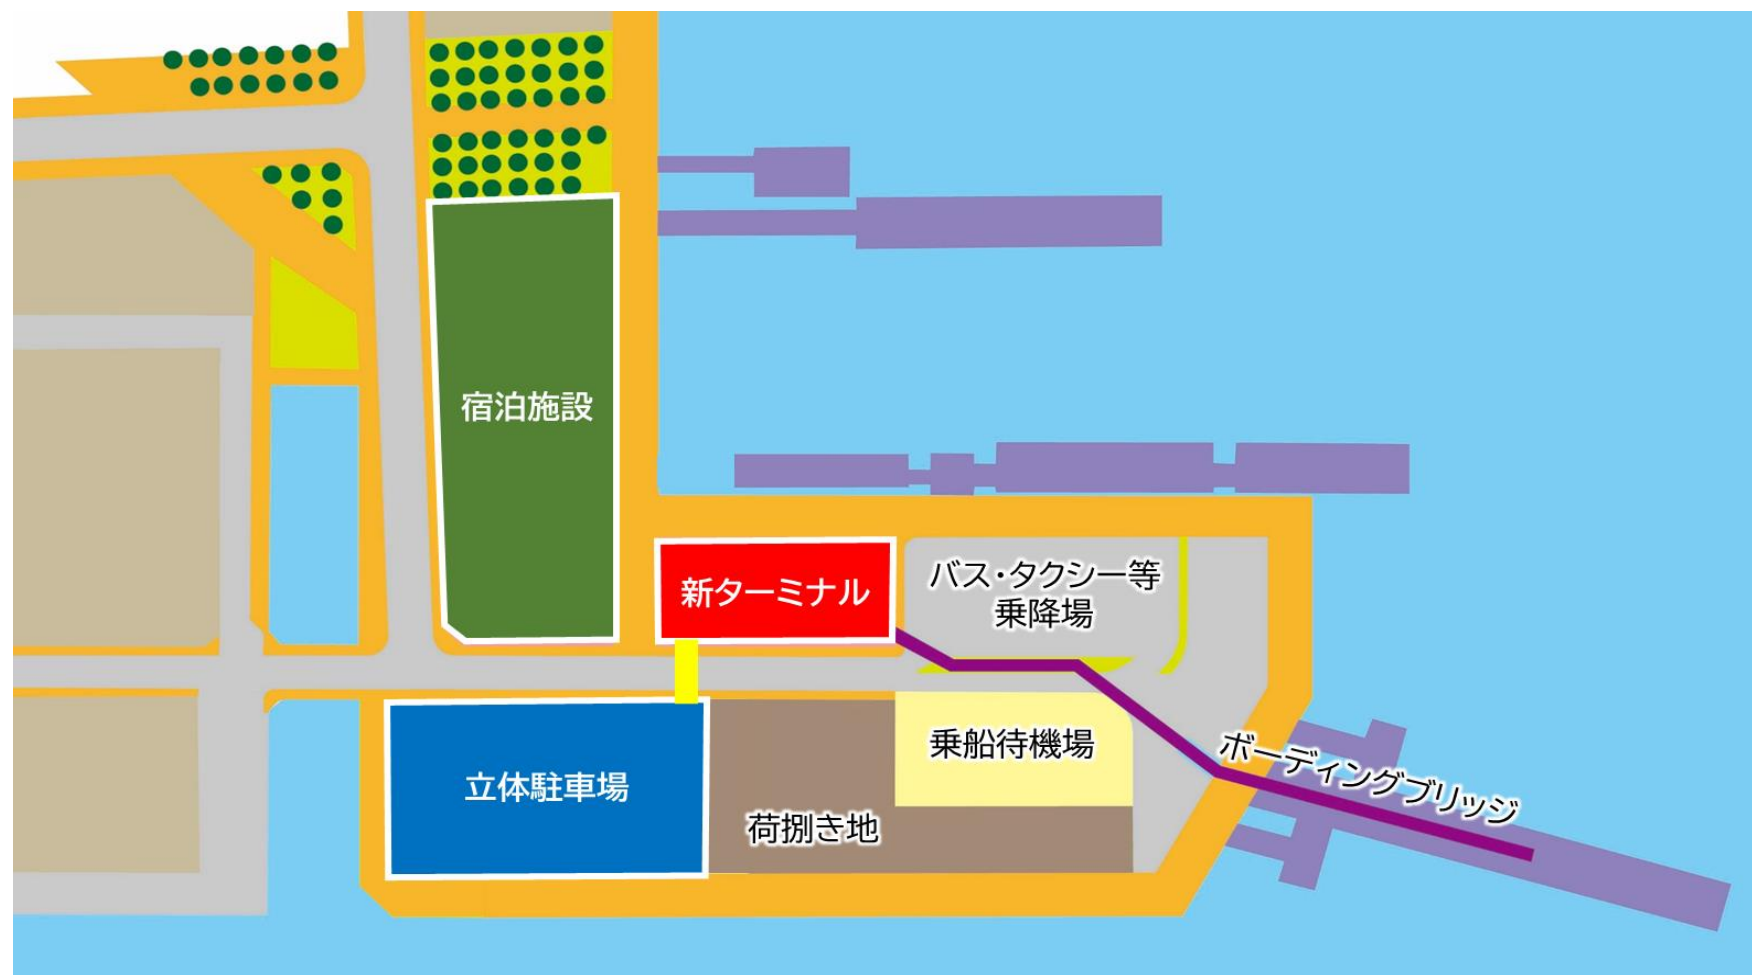 宿泊施設
新ターミナル
バス・タクシー等
乗降場
乗船待機場
ボーディングブリッジ
立体駐車場
荷捌き地